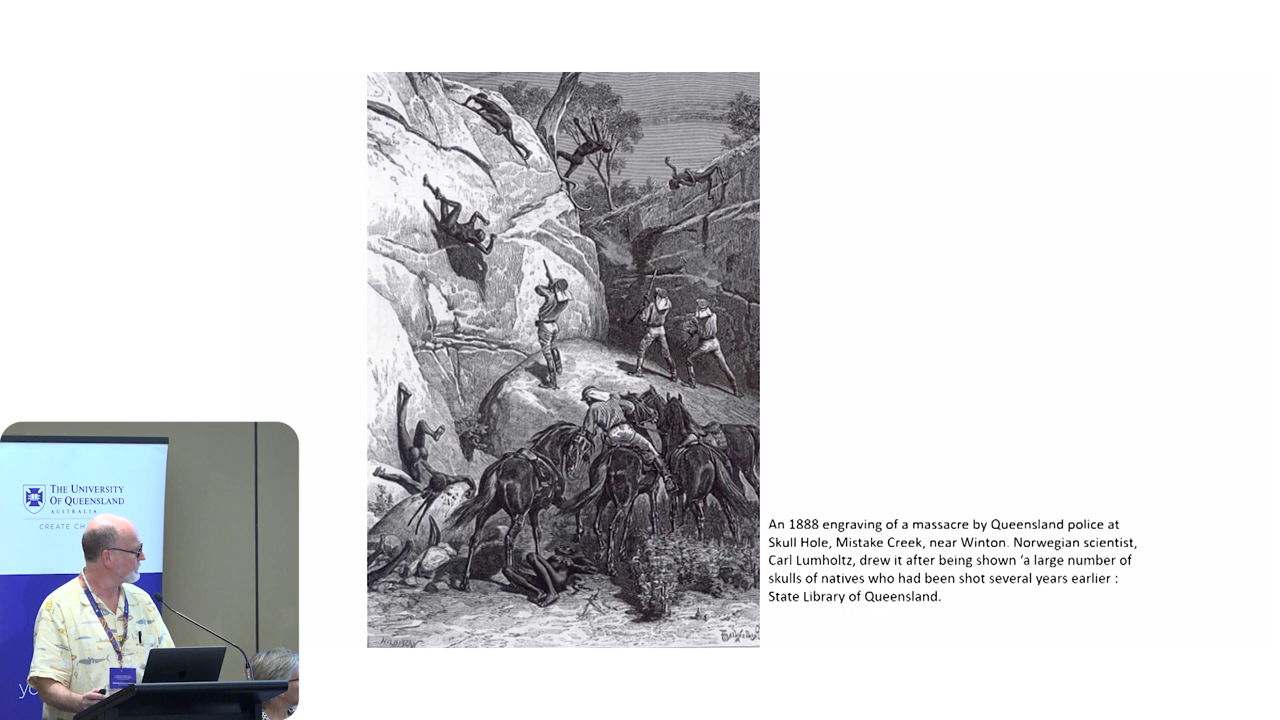 An 1888 engraving of a massacre by Queensland police at
Skull Hole, Mistake Creek, near Winton. Norwegian scientist,
Carl Lumholtz, drew it after being shown ‘a large number of
skulls of natives who had been shot several years earlier :
State Library of Queensland.
THE UNIVERSITY
OF QUEENSLAND
AUSTRALIA
CREATE CH